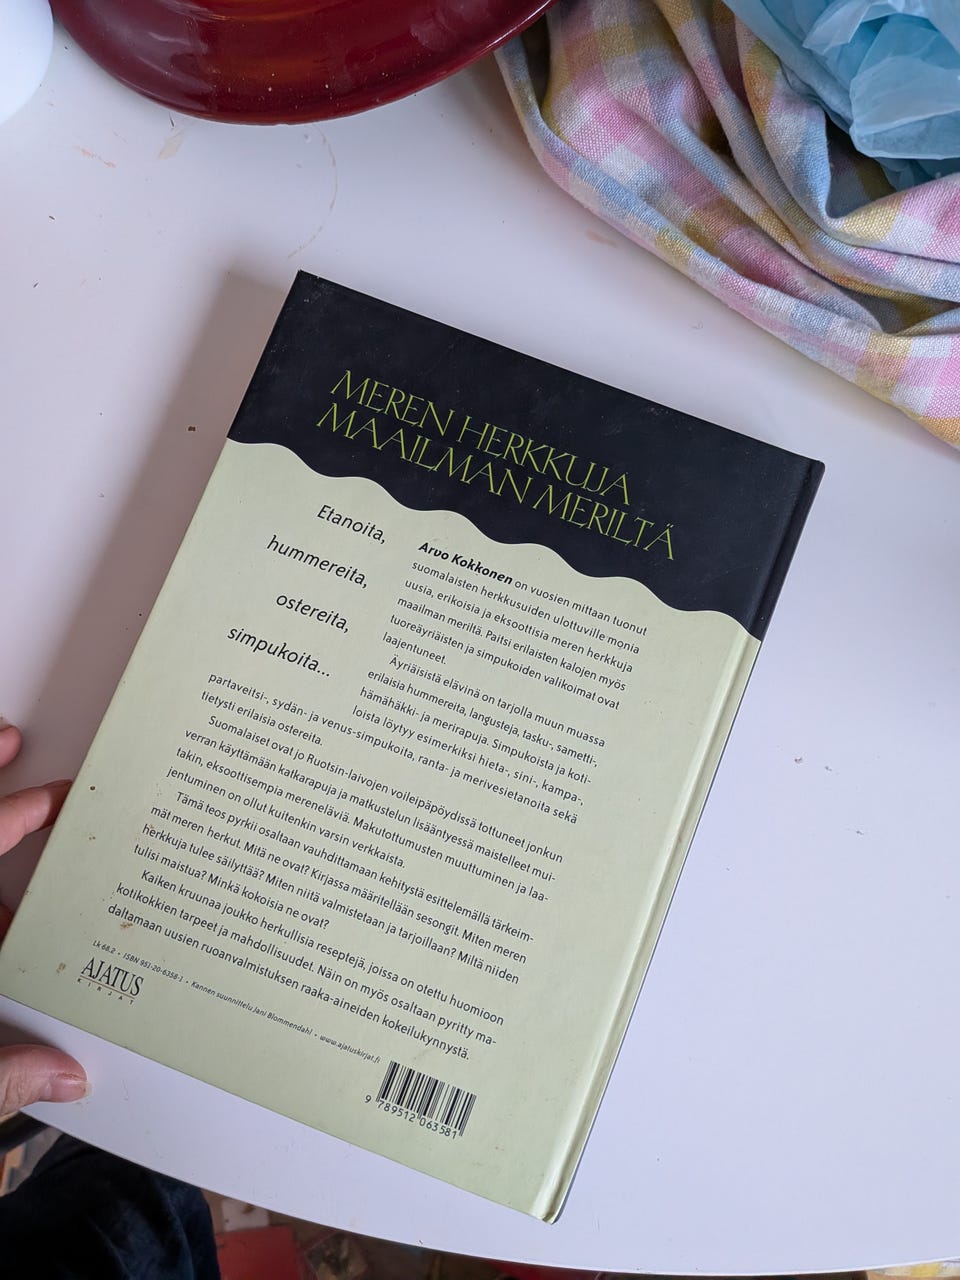 MEREN HERKKUJA
MAAILMAN MERILTÄ
Etanoita,
hummereita,
ostereita,
simpukoita...
Arvo Kokkonen on vuosien mittaan tuonut
suomalaisten herkkusuiden ulottuville monia
uusia, erikoisia ja eksoottisia meren herkkuja
maailman meriltä. Paitsi erilaisten kalojen myös
tuoreäyriäisten ja simpukoiden valikoimat ovat
laajentuneet.
Äyriäisistä elävinä on tarjolla muun muassa
erilaisia hummereita, langusteja, tasku-, sametti-,
hämähäkki- ja merirapuja. Simpukoista ja koti-
loista löytyy esimerkiksi hieta-, sini-, kampa-,
partaveitsi-, sydän- ja venus-simpukoita, ranta- ja merivesietanoita sekä
tietysti erilaisia ostereita.
Suomalaiset ovat jo Ruotsin-laivojen voileipäpöydissä tottuneet jonkun
verran käyttämään katkarapuja ja matkustelun lisääntyessä maistelleet mui-
takin, eksoottisempia mereneläviä. Makutottumusten muuttuminen ja laa-
jentuminen on ollut kuitenkin varsin verkkaista.
Tämä teos pyrkii osaltaan vauhdittamaan kehitystä esittelemällä tärkeim-
mät meren herkut. Mitä ne ovat? Kirjassa määritellään sesongit. Miten meren
herkkuja tulee säilyttää? Miten niitä valmistetaan ja tarjoillaan? Miltä niiden
tulisi maistua? Minkä kokoisia ne ovat?
Kaiken kruunaa joukko herkullisia reseptejä, joissa on otettu huomioon
kotikokkien tarpeet ja mahdollisuudet. Näin on myös osaltaan pyritty ma-
daltamaan uusien ruoanvalmistuksen raaka-aineiden kokeilukynnystä.
Lk 68.2 • ISBN 951-20-6358-1 • Kannen suunnittelu Jani Blommendahl • www.ajatuskirjat.fi
AJATUS
KIRJAT
9 789512 063581